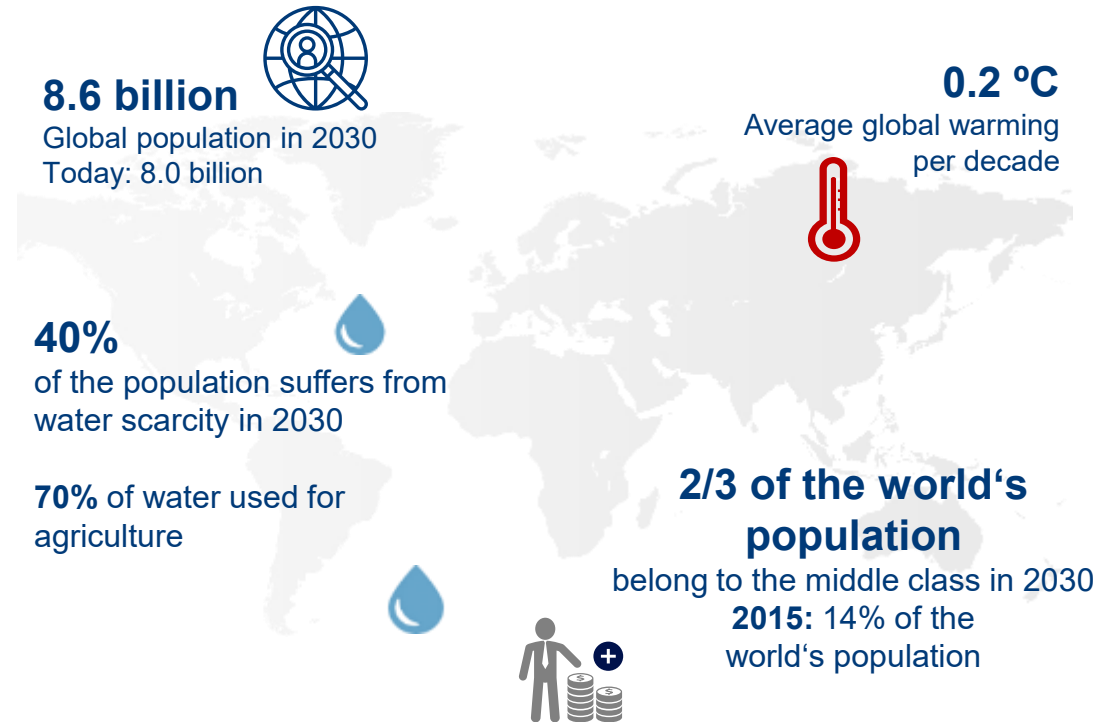 8.6 billion
Global population in 2030
Today: 8.0 billion
0.2 ºC
Average global warming
per decade
40%
of the population suffers from
water scarcity in 2030
70% of water used for
agriculture
2/3 of the world‘s
population
belong to the middle class in 2030
2015: 14% of the
world‘s population
$
$